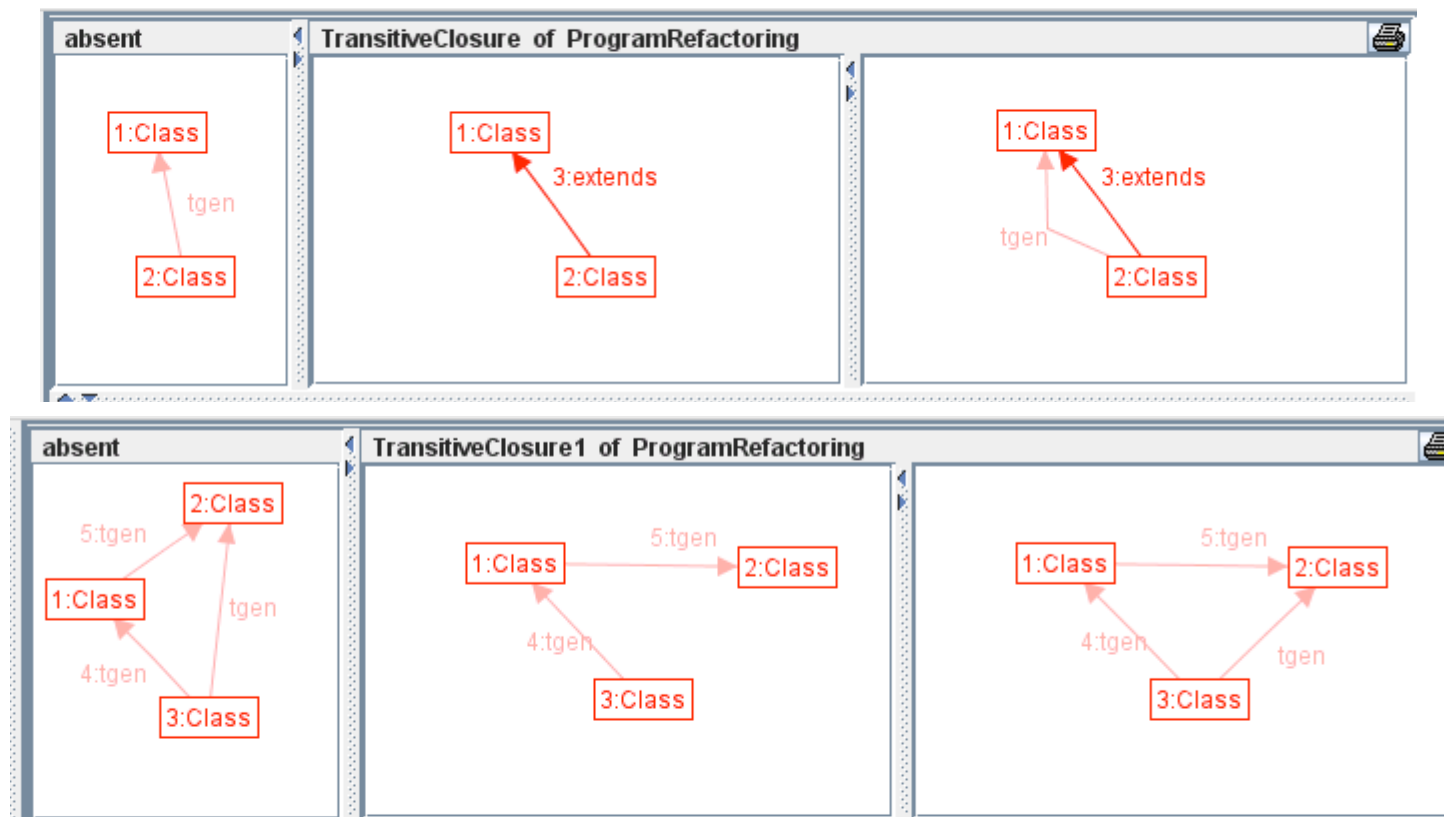 absent
TransitiveClosure of ProgramRefactoring
1:Class
tgen
2:Class
1:Class
3:extends
2:Class
1:Class
3:extends
tgen
2:Class
absent
TransitiveClosure1 of ProgramRefactoring
2:Class
5:tgen
1:Class
tgen
4:tgen
3:Class
5:tgen
1:Class
2:Class
4:tgen
3:Class
5:tgen
1:Class
2:Class
4:tgen
tgen
3:Class